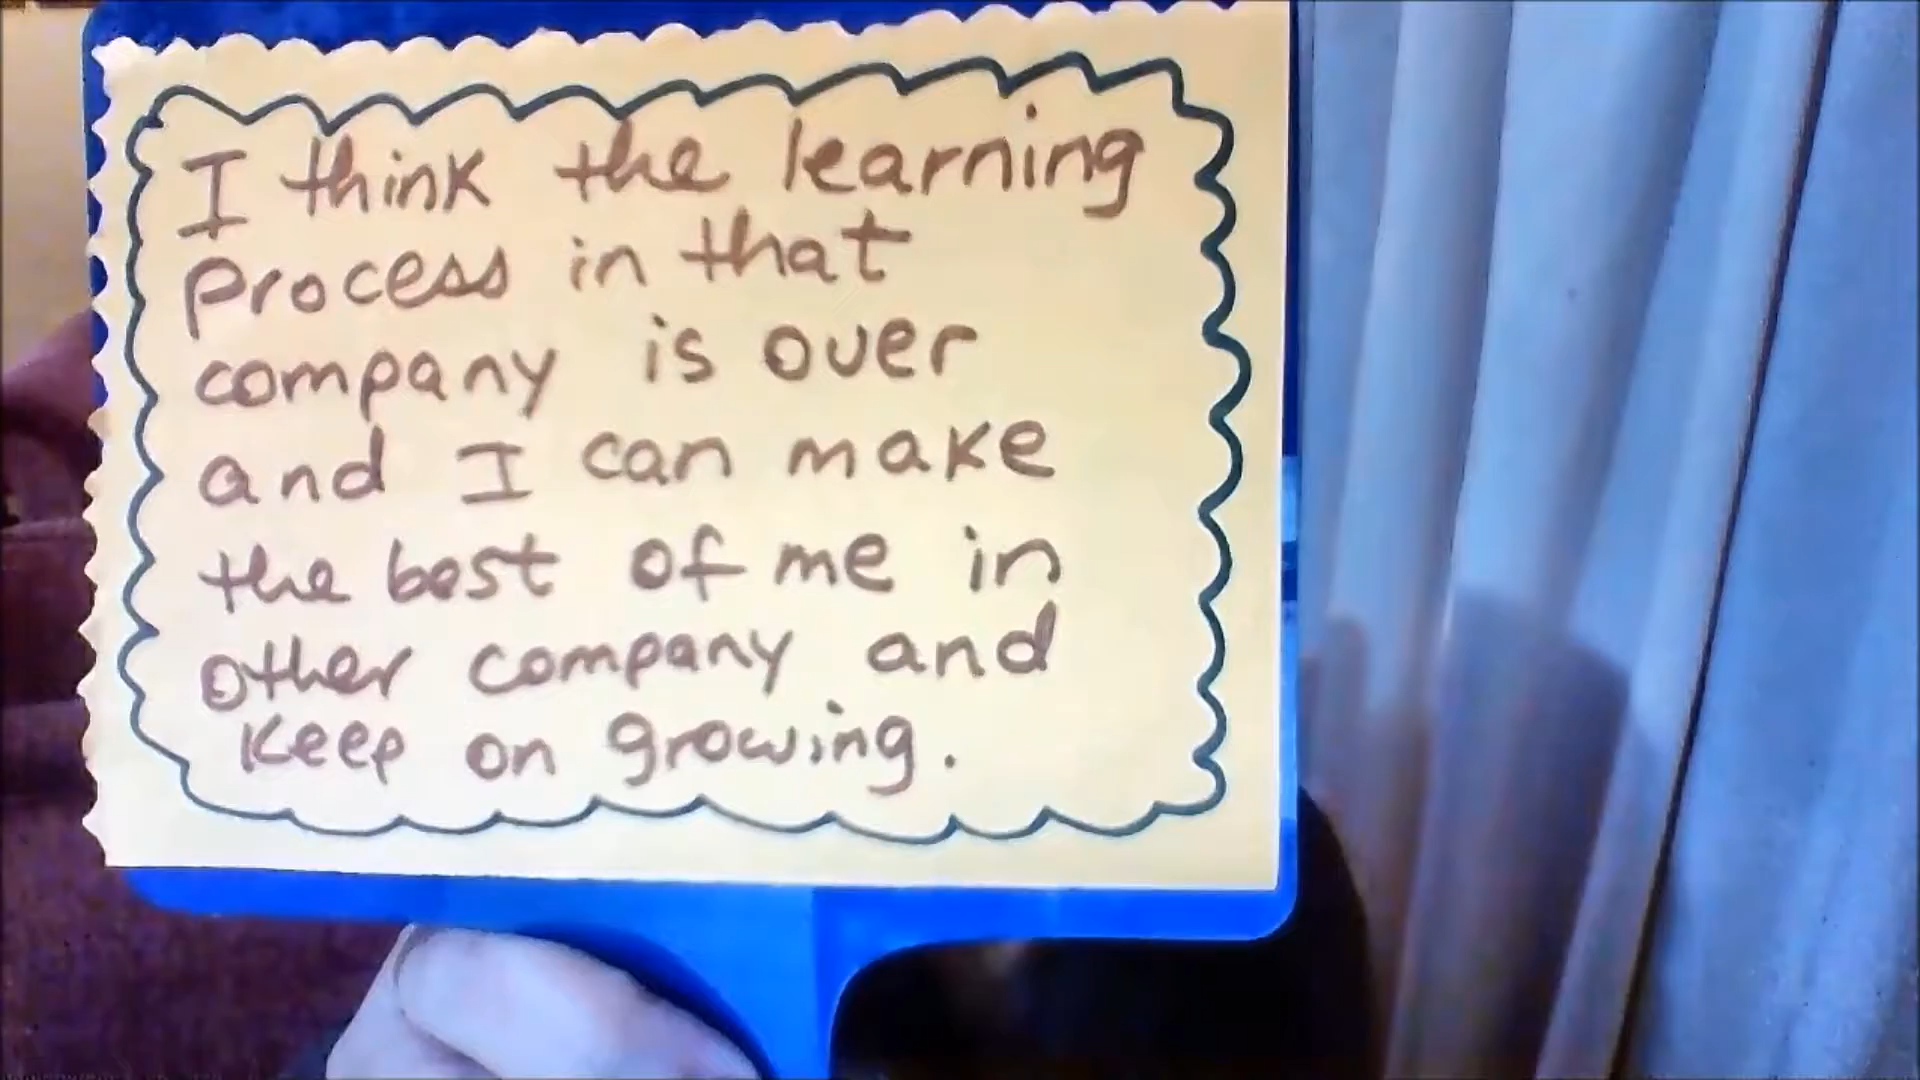 I think the learning
process in that
company is over
and I can make
the best of me in
other company and
keep on growing.